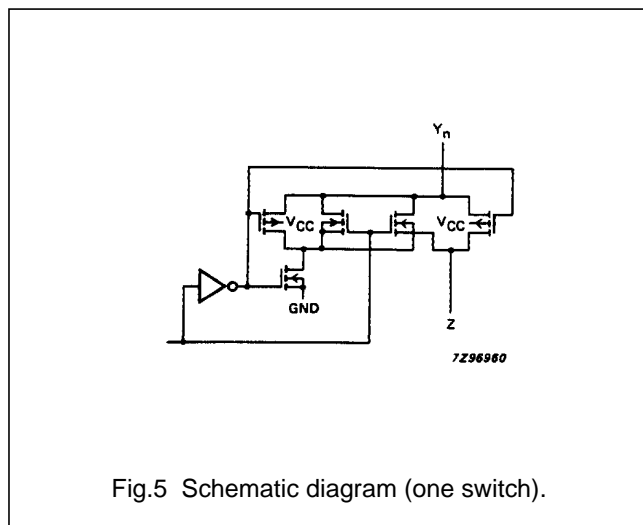 Yn
VCC VCC
GND
Z
7Z96960
Fig.5 Schematic diagram (one switch).